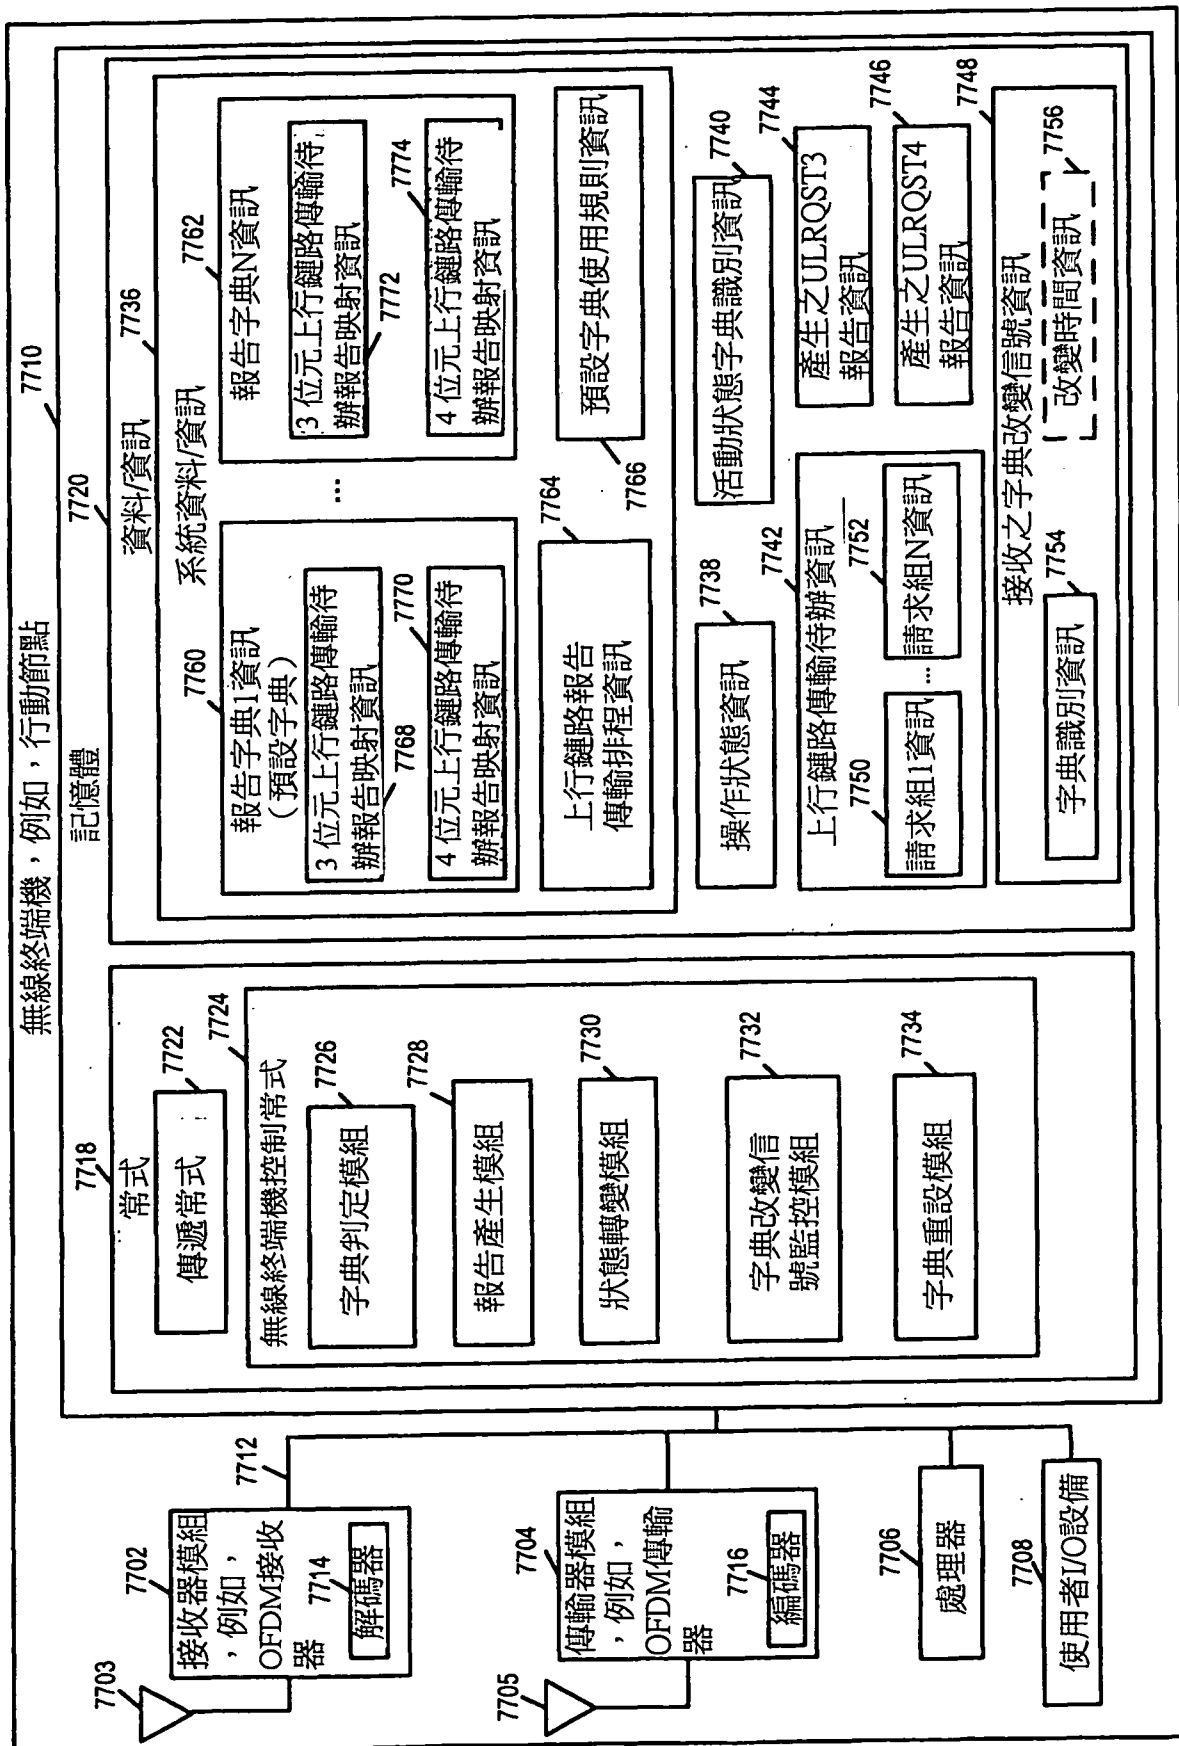 無線終端機，例如，行動節點
7703
7702
接收器模組
，例如，
OFDM接收
器
7714
解碼器
7712
7705
7704
傳輸器模組
，例如，
OFDM傳輸
器
7716
編碼器
7706
處理器
7708
使用者I/O設備
7710
記憶體
7718
常式
7722
傳遞常式
7724
無線終端機控制常式
7726
字典判定模組
7728
報告產生模組
7730
狀態轉變模組
7732
字典改變信
號監控模組
7734
字典重設模組
7720
資料/資訊
7736
系統資料/資訊
7760
報告字典1資訊
（預設字典）
3 位元上行鏈路傳輸待
辦報告映射資訊
7768
7770
4 位元上行鏈路傳輸待
辦報告映射資訊
...
7762
報告字典N資訊
3 位元上行鏈路傳輸待
辦報告映射資訊
7772
7774
4 位元上行鏈路傳輸待
辦報告映射資訊
7764
上行鏈路報告
傳輸排程資訊
7766
預設字典使用規則資訊
7738
操作狀態資訊
7740
活動狀態字典識別資訊
7742
上行鏈路傳輸待辦資訊
7750
請求組1資訊
...
7752
請求組N資訊
7744
產生之ULRQST3
報告資訊
7746
產生之ULRQST4
報告資訊
7748
接收之字典改變信號資訊
7754
字典識別資訊
7756
改變時間資訊